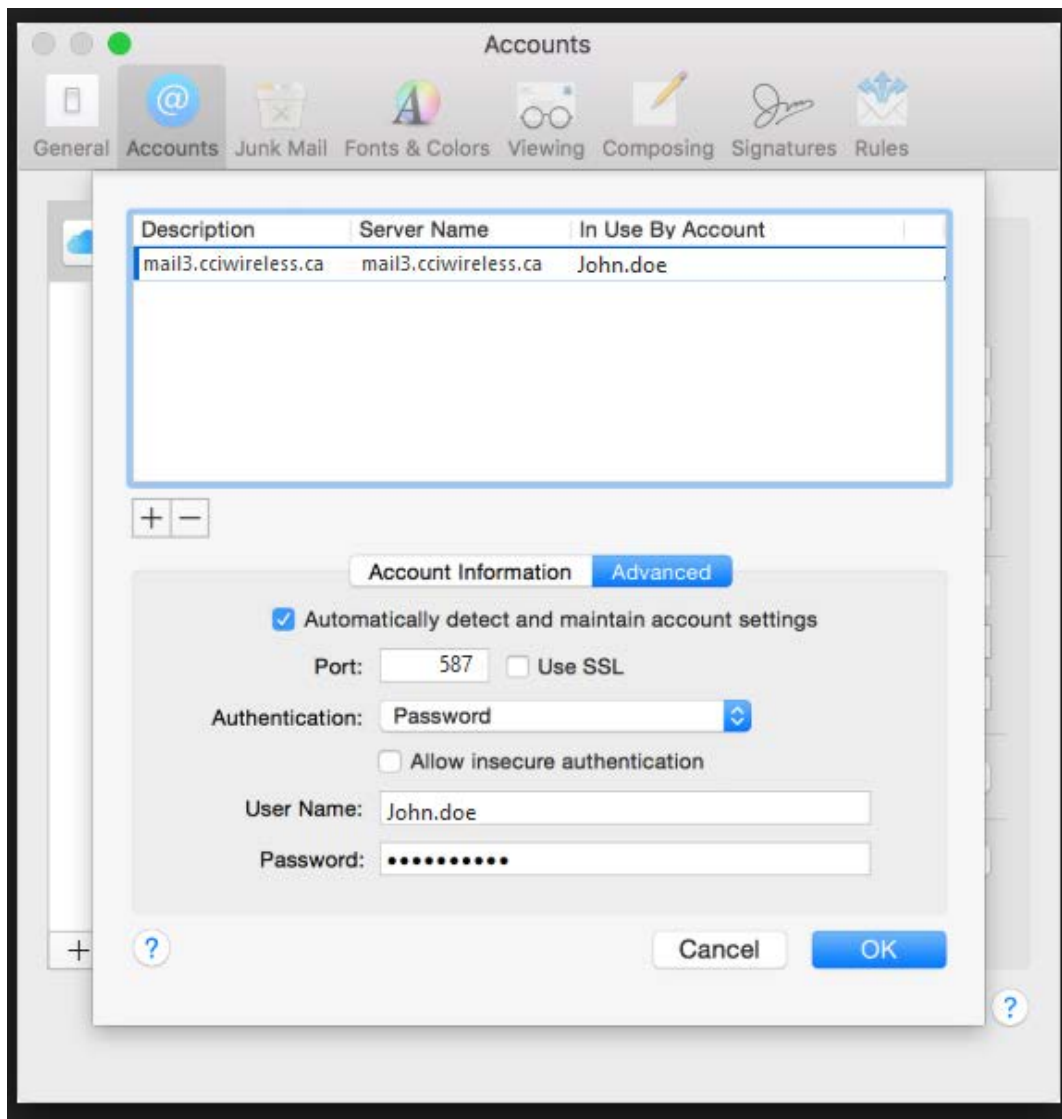 Accounts
General Accounts Junk Mail Fonts & Colors Viewing Composing Signatures Rules
Description Server Name In Use By Account
mail3.cciwireless.ca mail3.cciwireless.ca John.doe
+ −
Account Information Advanced
Automatically detect and maintain account settings
Port: 587 Use SSL
Authentication: Password
Allow insecure authentication
User Name: John.doe
Password: ••••••••••
+ ? Cancel OK
?